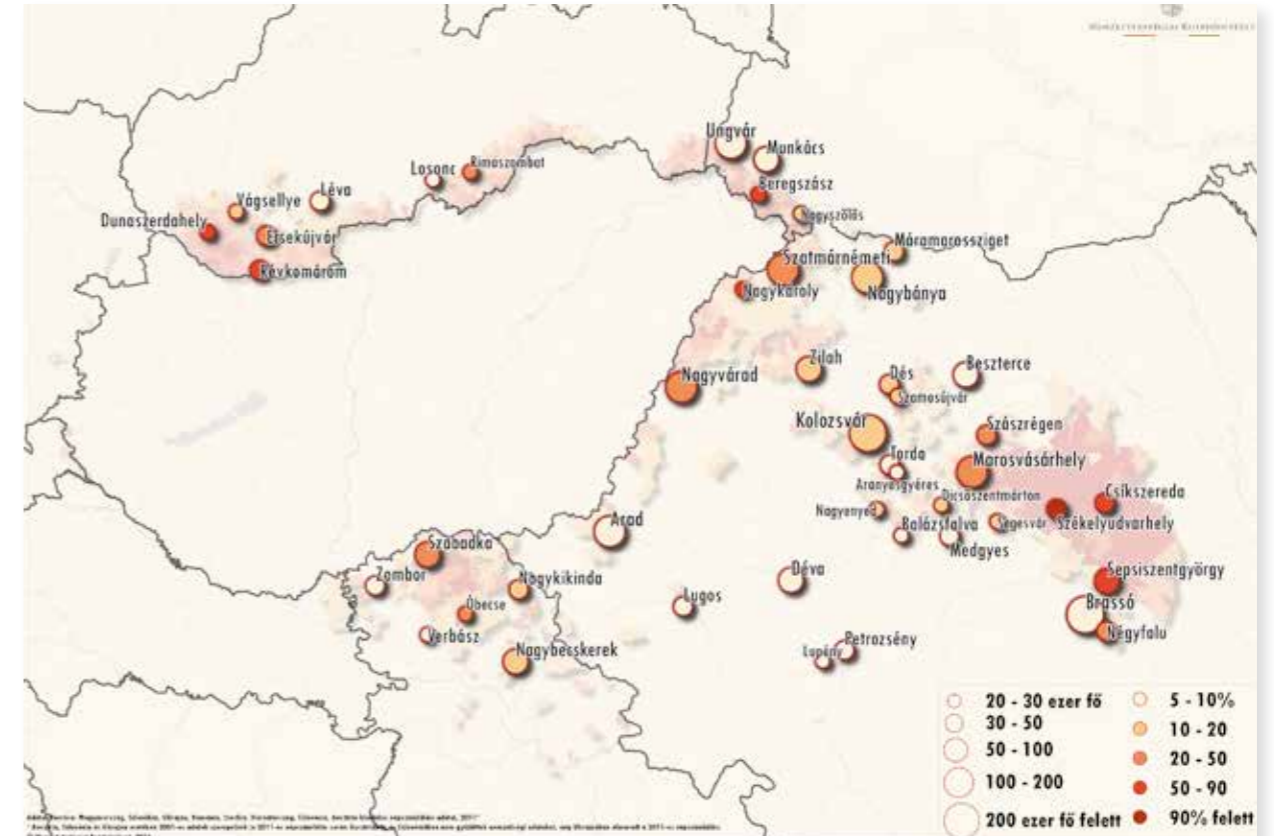 Ungvár
Munkács
Losonc
Rimaszombat
Beregszász
Léva
Vágsellye
Nagyszőlős
Dunaszerdahely
Érsekújvár
Máramarossziget
Szatmárnémeti
Révkomárom
Nagykároly
Nagybánya
Zilah
Beszterce
Nagyvárad
Dés
Szamosújvár
Kolozsvár
Szászrégen
Torda
Marosvásárhely
Aranyosgyéres
Dicsőszentmárton
Csíkszereda
Nagyenyed
Segesvár
Székelyudvarhely
Arad
Balázsfalva
Medgyes
Szabadka
Zombor
Nagykikinda
Déva
Sepsiszentgyörgy
Lugos
Óbecse
Brassó
Verbász
Négyfalu
Petrozsény
Nagybecskerek
Lupény
20 - 30 ezer fő
30 - 50
50 - 100
100 - 200
200 ezer fő felett
5 - 10%
10 - 20
20 - 50
50 - 90
90% felett